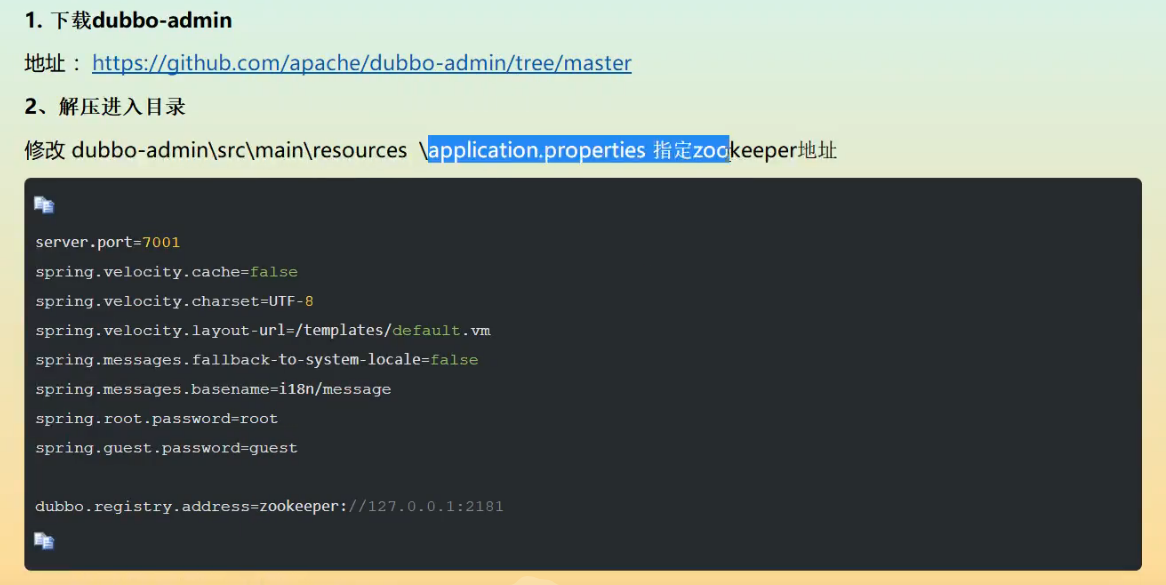 1. 下载dubbo-admin
地址 ： https://github.com/apache/dubbo-admin/tree/master
2、解压进入目录
修改 dubbo-admin\src\main\resources \application.properties 指定zookeeper地址
server.port=7001
spring.velocity.cache=false
spring.velocity.charset=UTF-8
spring.velocity.layout-url=/templates/default.vm
spring.messages.fallback-to-system-locale=false
spring.messages.basename=i18n/message
spring.root.password=root
spring.guest.password=guest
dubbo.registry.address=zookeeper://127.0.0.1:2181